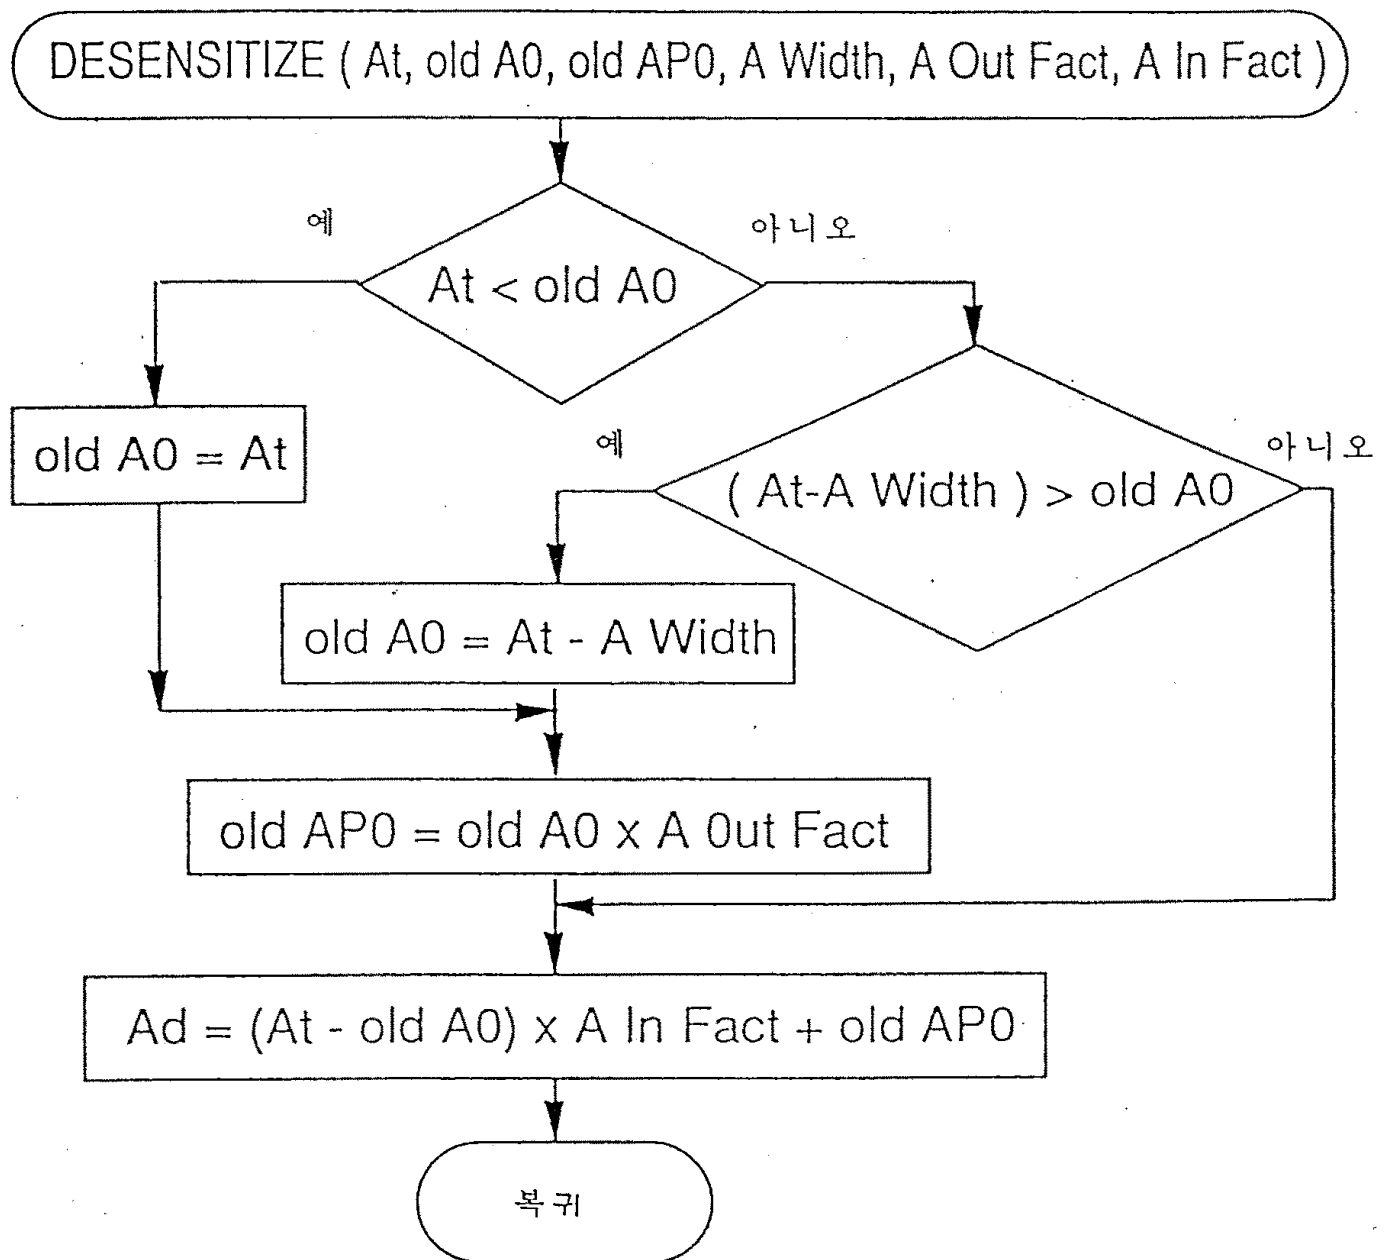 DESENSITIZE ( At, old A0, old AP0, A Width, A Out Fact, A In Fact )
예
아니오
At < old A0
old A0 = At
예
아니오
( At-A Width ) > old A0
old A0 = At - A Width
old AP0 = old A0 x A Out Fact
Ad = (At - old A0) x A In Fact + old AP0
복귀